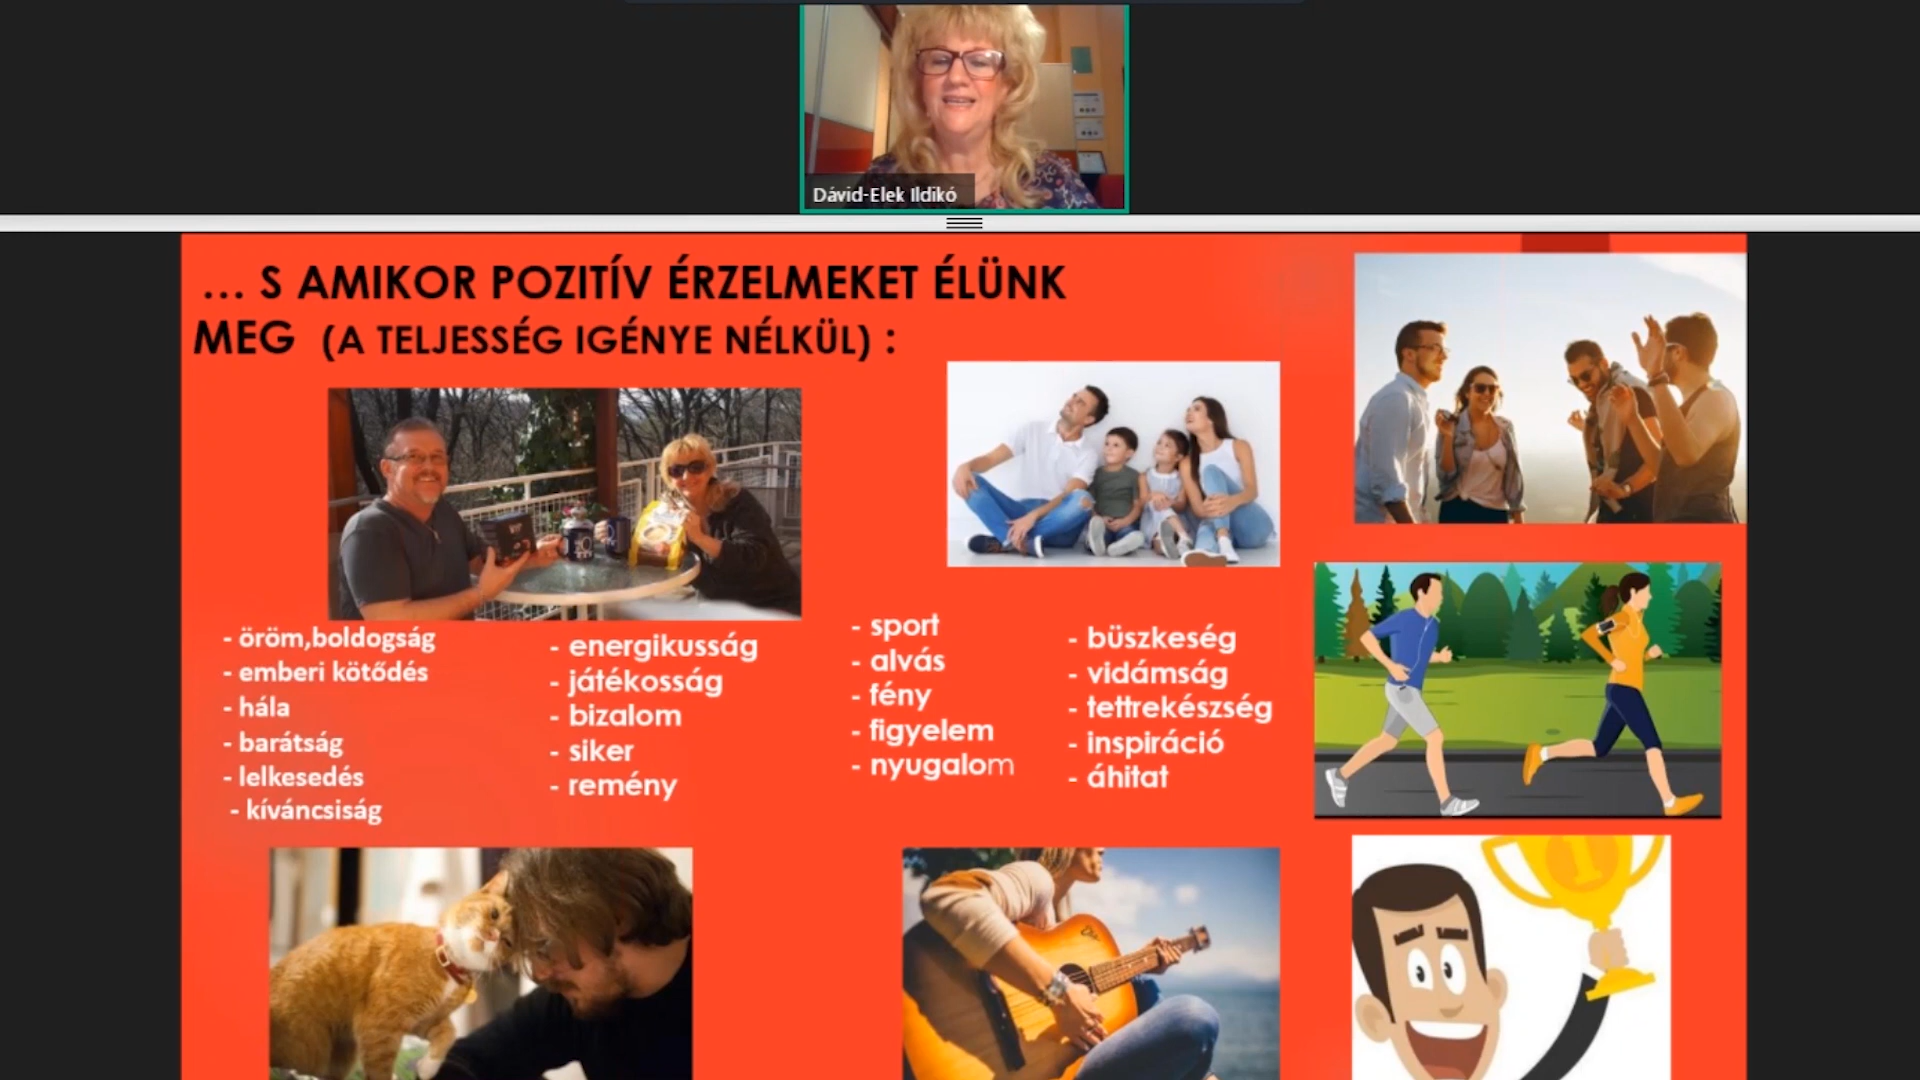 Dávid-Elek Ildikó
... S AMIKOR POZITÍV ÉRZELMEKET ÉLÜNK
MEG (A TELJESSÉG IGÉNYE NÉLKÜL) :
- öröm,boldogság
- emberi kötődés
- hála
- barátság
- lelkesedés
- kíváncsiság
- energikusság
- játékosság
- bizalom
- siker
- remény
- sport
- alvás
- fény
- figyelem
- nyugalom
- büszkeség
- vidámság
- tettrekészség
- inspiráció
- áhitat
1